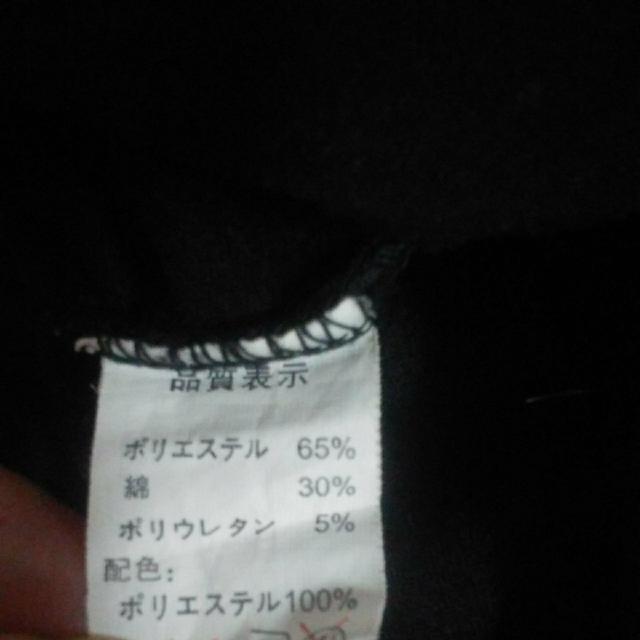 品質表示
ポリエステル 65%
綿 30%
ポリウレタン 5%
配色:
ポリエステル100%